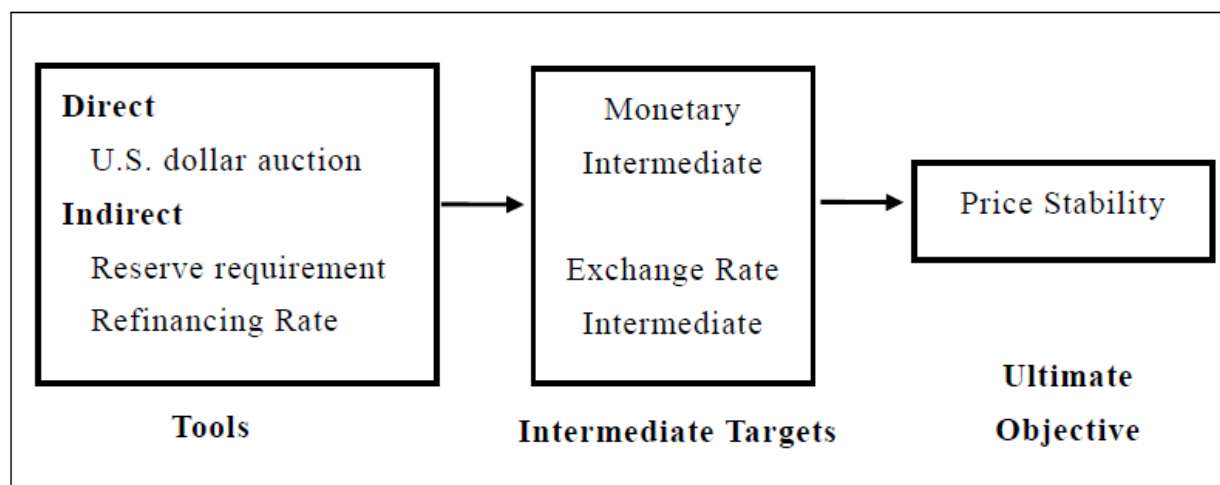 Direct
U.S. dollar auction
Indirect
Reserve requirement
Refinancing Rate
Tools
Monetary
Intermediate
Exchange Rate
Intermediate
Intermediate Targets
Price Stability
Ultimate
Objective